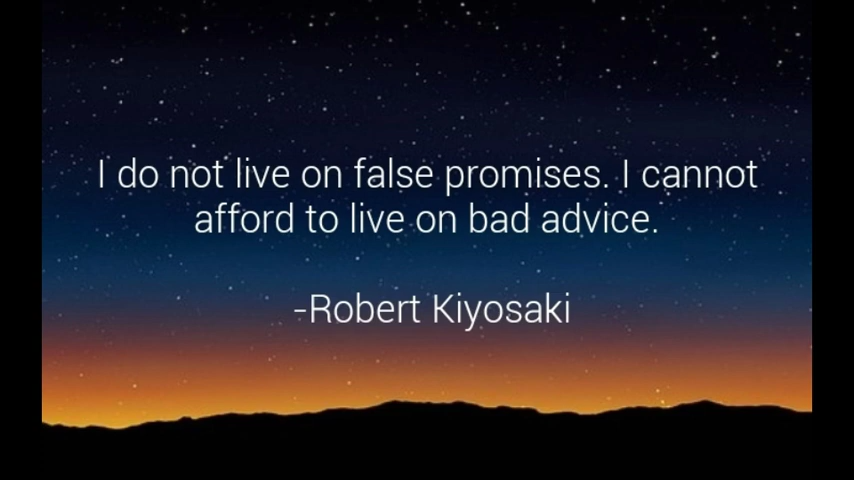 I do not live on false promises. I cannot
afford to live on bad advice.
-Robert Kiyosaki